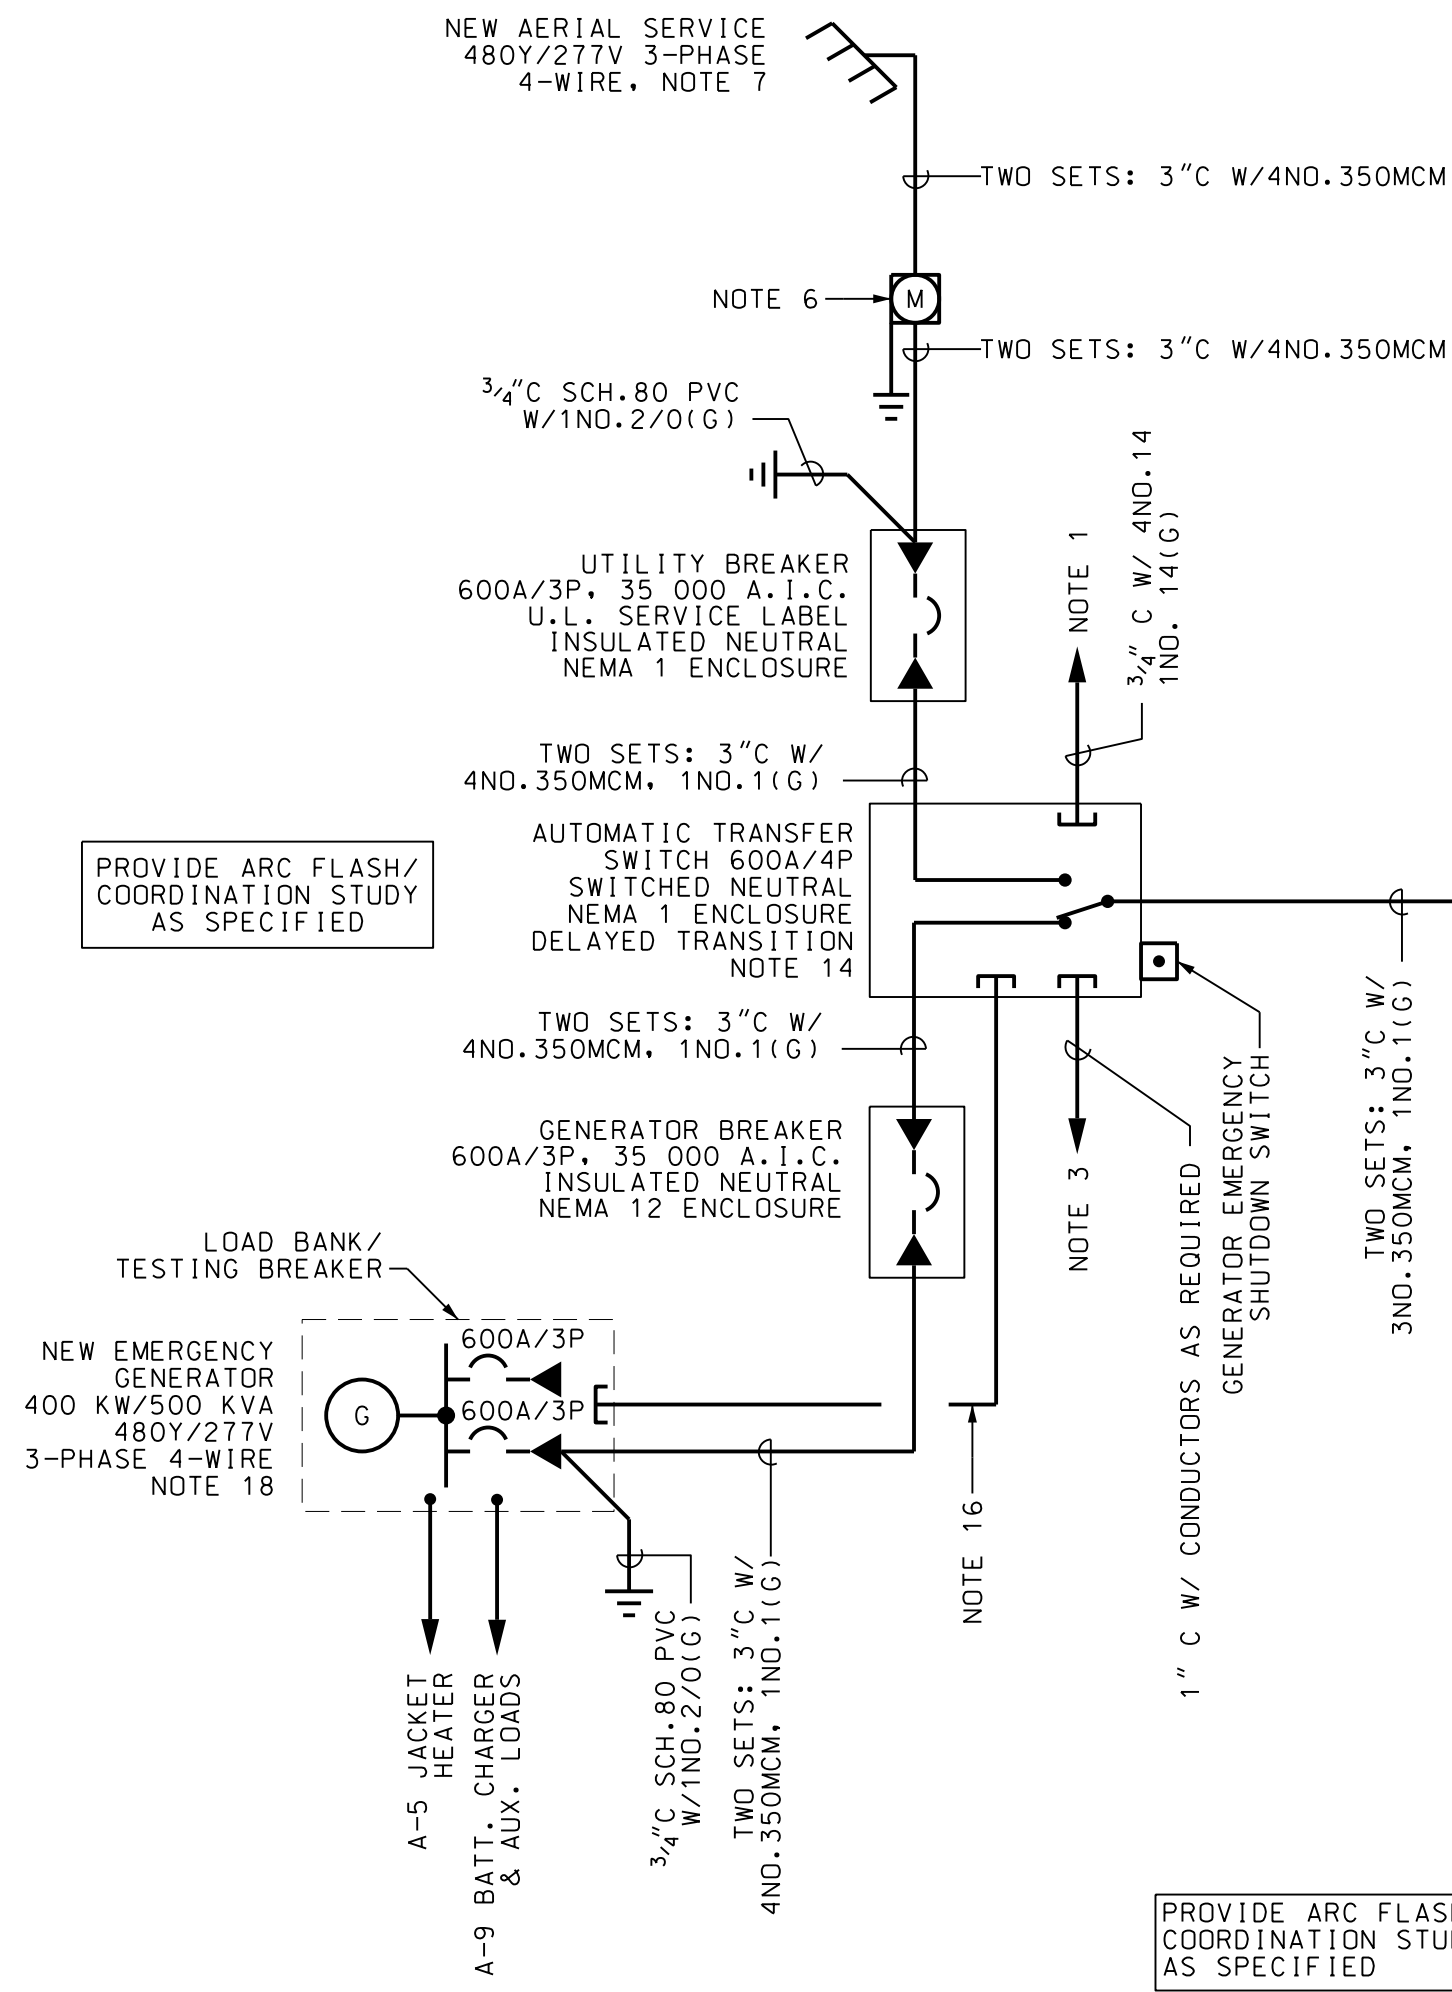 NEW AERIAL SERVICE
480Y/277V 3-PHASE
4-WIRE, NOTE 7
TWO SETS: 3"C W/4NO.350MCM
NOTE 6
M
TWO SETS: 3"C W/4NO.350MCM
3/4"C SCH.80 PVC
W/1NO.2/0(G)
UTILITY BREAKER
600A/3P, 35 000 A.I.C.
U.L. SERVICE LABEL
INSULATED NEUTRAL
NEMA 1 ENCLOSURE
NOTE 1
3/4" C W/ 4NO.14
1NO. 14(G)
TWO SETS: 3"C W/
4NO.350MCM, 1NO.1(G)
PROVIDE ARC FLASH/
COORDINATION STUDY
AS SPECIFIED
AUTOMATIC TRANSFER
SWITCH 600A/4P
SWITCHED NEUTRAL
NEMA 1 ENCLOSURE
DELAYED TRANSITION
NOTE 14
TWO SETS: 3"C W/
4NO.350MCM, 1NO.1(G)
GENERATOR BREAKER
600A/3P, 35 000 A.I.C.
INSULATED NEUTRAL
NEMA 12 ENCLOSURE
NOTE 3
1" C W/ CONDUCTORS AS REQUIRED
GENERATOR EMERGENCY
SHUTDOWN SWITCH
TWO SETS: 3"C W/
3NO.350MCM, 1NO.1(G)
LOAD BANK/
TESTING BREAKER
NEW EMERGENCY
GENERATOR
400 KW/500 KVA
480Y/277V
3-PHASE 4-WIRE
NOTE 18
G
600A/3P
600A/3P
NOTE 16
A-5 JACKET
HEATER
A-9 BATT. CHARGER
& AUX. LOADS
3/4"C SCH.80 PVC
W/1NO.2/0(G)
TWO SETS: 3"C W/
4NO.350MCM, 1NO.1(G)
PROVIDE ARC FLAS
COORDINATION STU
AS SPECIFIED